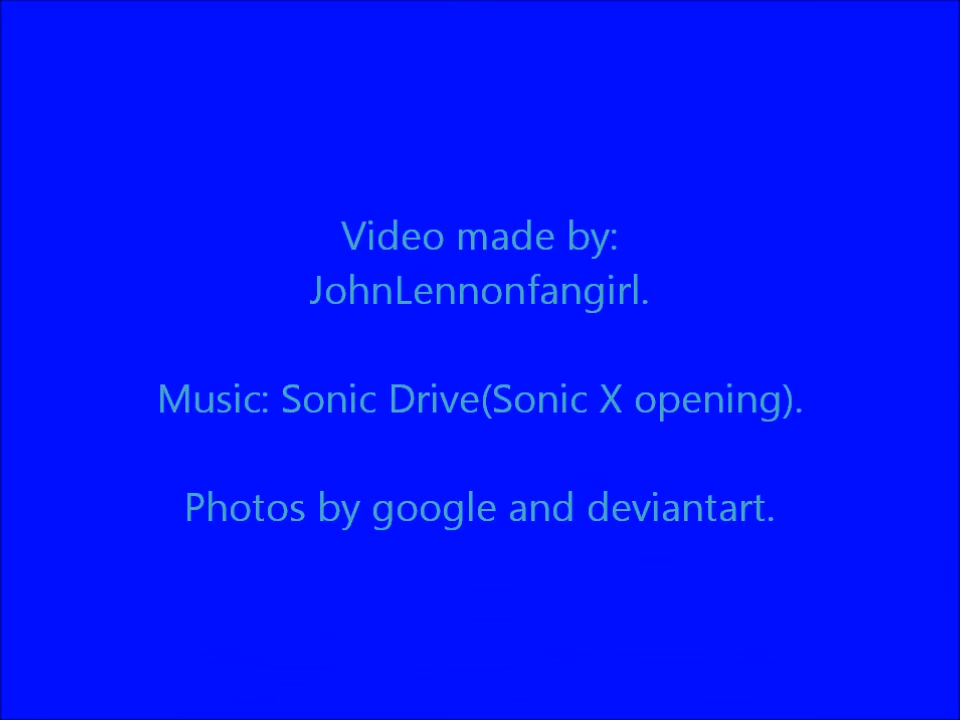 Video made by:
JohnLennonfangirl.
Music: Sonic Drive(Sonic X opening).
Photos by google and deviantart.